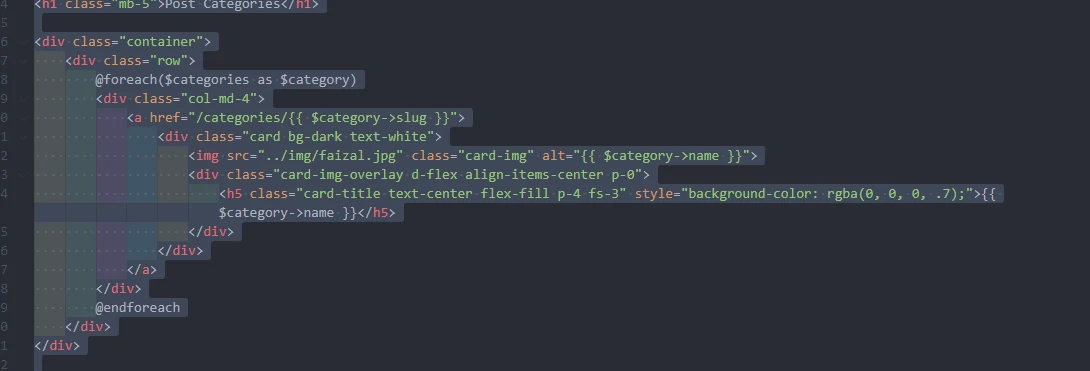 4 <h1 class="mb-5">Post Categories</h1>
5
6 <div class="container">
7 <div class="row">
8 @foreach($categories as $category)
9 <div class="col-md-4">
0 <a href="/categories/{{ $category->slug }}">
1 <div class="card bg-dark text-white">
2 <img src="../img/faizal.jpg" class="card-img" alt="{{ $category->name }}">
3 <div class="card-img-overlay d-flex align-items-center p-0">
4 <h5 class="card-title text-center flex-fill p-4 fs-3" style="background-color: rgba(0, 0, 0, .7);">{{
$category->name }}</h5>
5 </div>
6 </div>
7 </a>
8 </div>
9 @endforeach
0 </div>
1 </div>
2